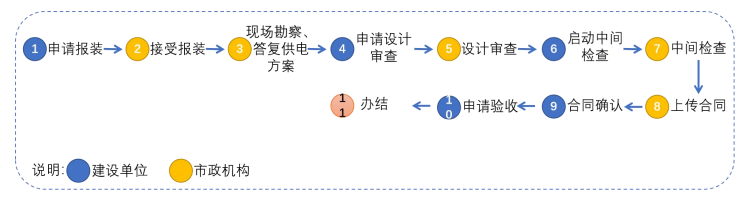 1 申请报装
2 接受报装
3 现场勘察、
答复供电
方案
4 申请设计
审查
5 设计审查
6 启动中间
检查
7 中间检查
8 上传合同
9 合同确认
10 申请验收
11 办结
说明: 建设单位 市政机构